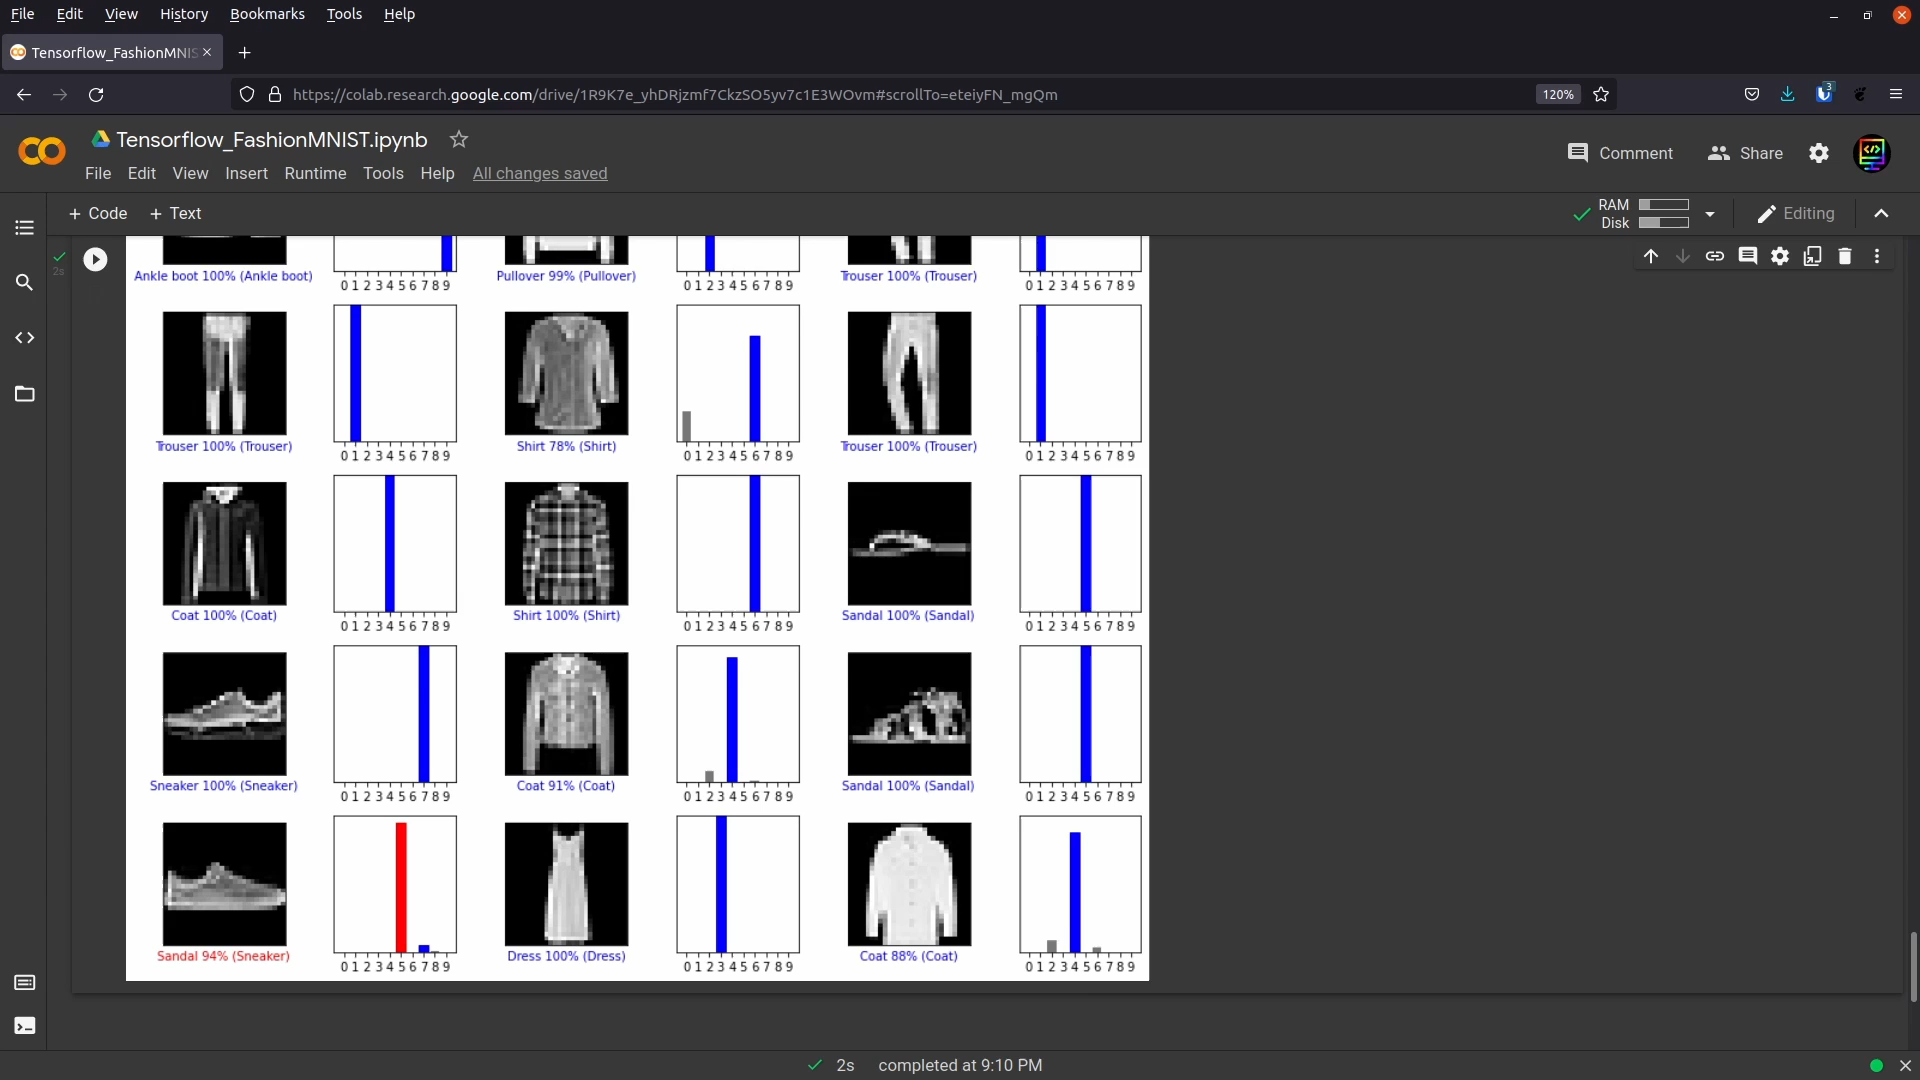 File Edit View History Bookmarks Tools Help
Tensorflow_FashionMNIS
https://colab.research.google.com/drive/1R9K7e_yhDRjzmf7CkzSO5yv7c1E3WOvm#scrollTo=eteiyFN_mgQm 120% 3
Tensorflow_FashionMNIST.ipynb
Comment Share
File Edit View Insert Runtime Tools Help All changes saved
+ Code + Text RAM Disk Editing
2s
Ankle boot 100% (Ankle boot) Pullover 99% (Pullover) Trouser 100% (Trouser)
0 1 2 3 4 5 6 7 8 9 0 1 2 3 4 5 6 7 8 9 0 1 2 3 4 5 6 7 8 9
Trouser 100% (Trouser) Shirt 78% (Shirt) Trouser 100% (Trouser)
0 1 2 3 4 5 6 7 8 9 0 1 2 3 4 5 6 7 8 9 0 1 2 3 4 5 6 7 8 9
Coat 100% (Coat) Shirt 100% (Shirt) Sandal 100% (Sandal)
0 1 2 3 4 5 6 7 8 9 0 1 2 3 4 5 6 7 8 9 0 1 2 3 4 5 6 7 8 9
Sneaker 100% (Sneaker) Coat 91% (Coat) Sandal 100% (Sandal)
0 1 2 3 4 5 6 7 8 9 0 1 2 3 4 5 6 7 8 9 0 1 2 3 4 5 6 7 8 9
Sandal 94% (Sneaker) Dress 100% (Dress) Coat 88% (Coat)
0 1 2 3 4 5 6 7 8 9 0 1 2 3 4 5 6 7 8 9 0 1 2 3 4 5 6 7 8 9
2s completed at 9:10 PM